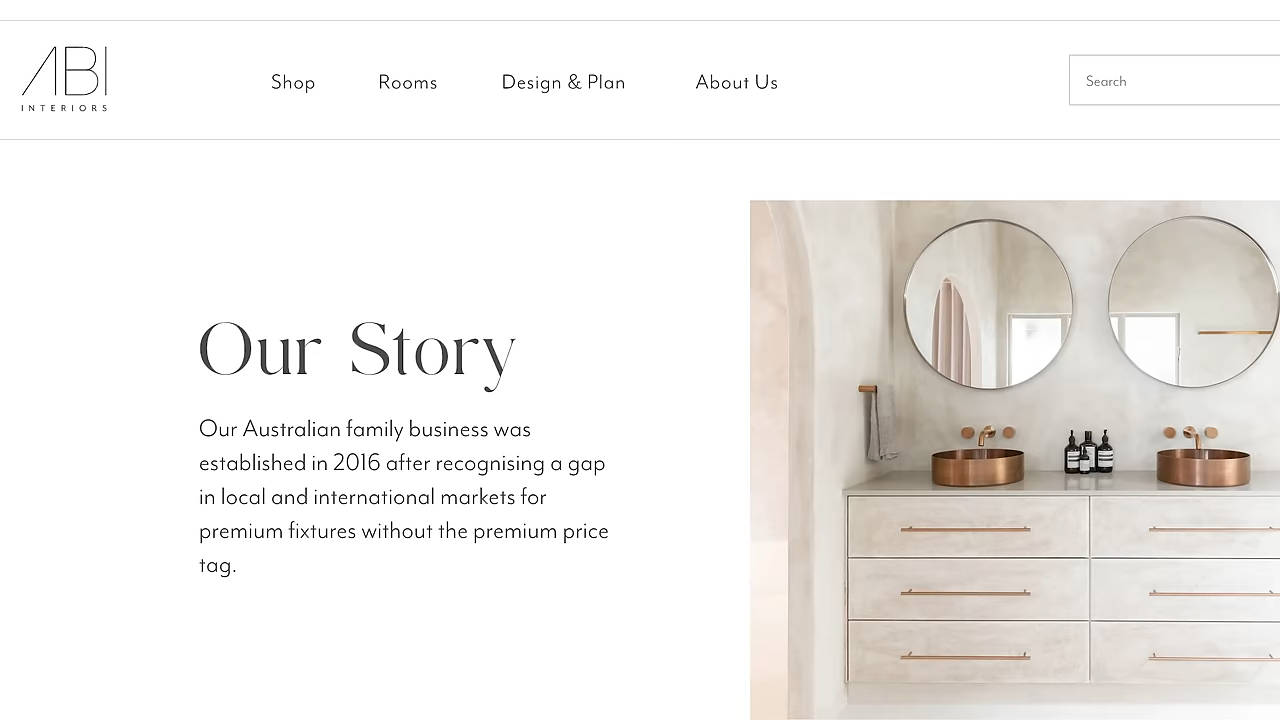 ABI
INTERIORS
Shop
Rooms
Design & Plan
About Us
Search
Our Story
Our Australian family business was
established in 2016 after recognising a gap
in local and international markets for
premium fixtures without the premium price
tag.